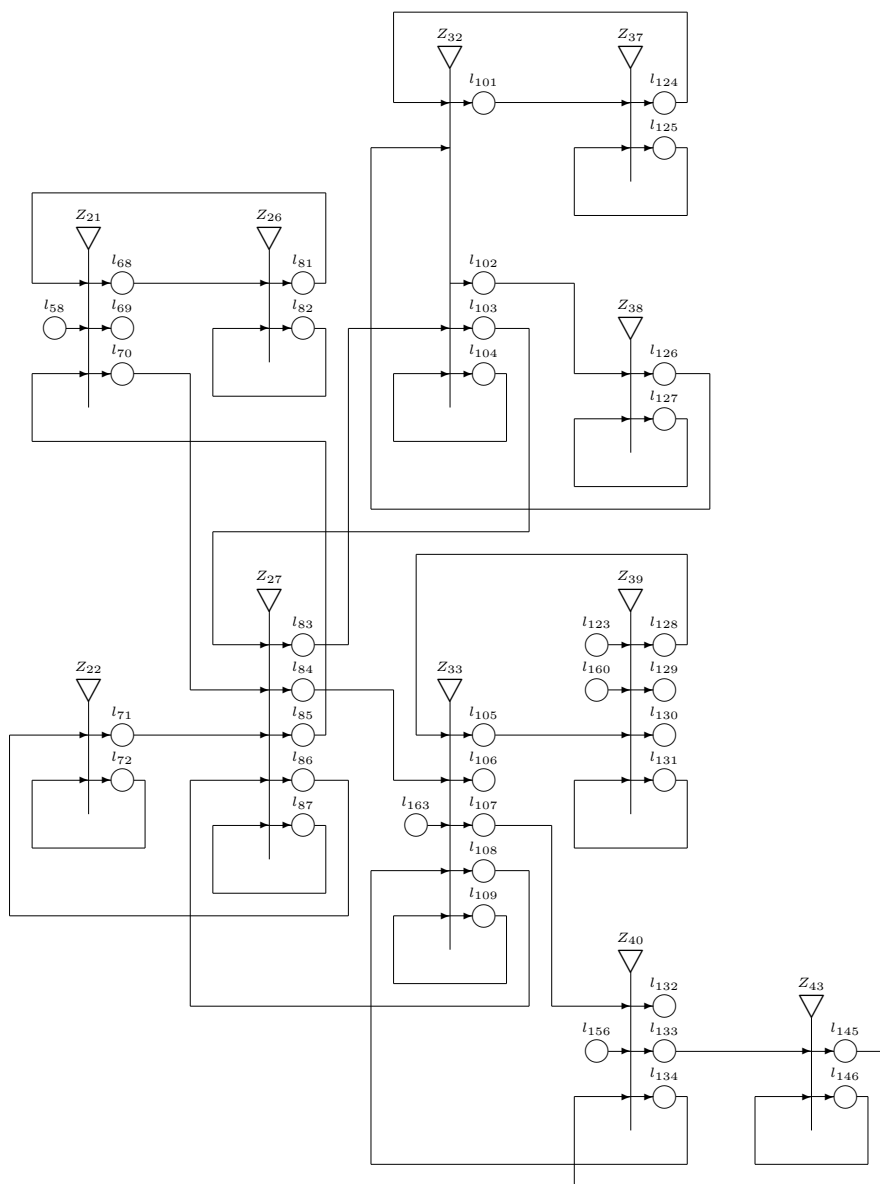 Z₃₂ Z₃₇
l₁₀₁ l₁₂₄
l₁₂₅
Z₂₁ Z₂₆
l₆₈ l₈₁ l₁₀₂
l₅₈ l₆₉ l₈₂ l₁₀₃ Z₃₈
l₇₀ l₁₀₄ l₁₂₆
l₁₂₇
Z₂₇ Z₃₉
l₈₃ l₁₂₃ l₁₂₈
Z₂₂ l₈₄ Z₃₃ l₁₆₀ l₁₂₉
l₇₁ l₈₅ l₁₀₅ l₁₃₀
l₇₂ l₈₆ l₁₀₆ l₁₃₁
l₈₇ l₁₆₃ l₁₀₇
l₁₀₈
l₁₀₉
Z₄₀
l₁₃₂ Z₄₃
l₁₅₆ l₁₃₃ l₁₄₅
l₁₃₄ l₁₄₆